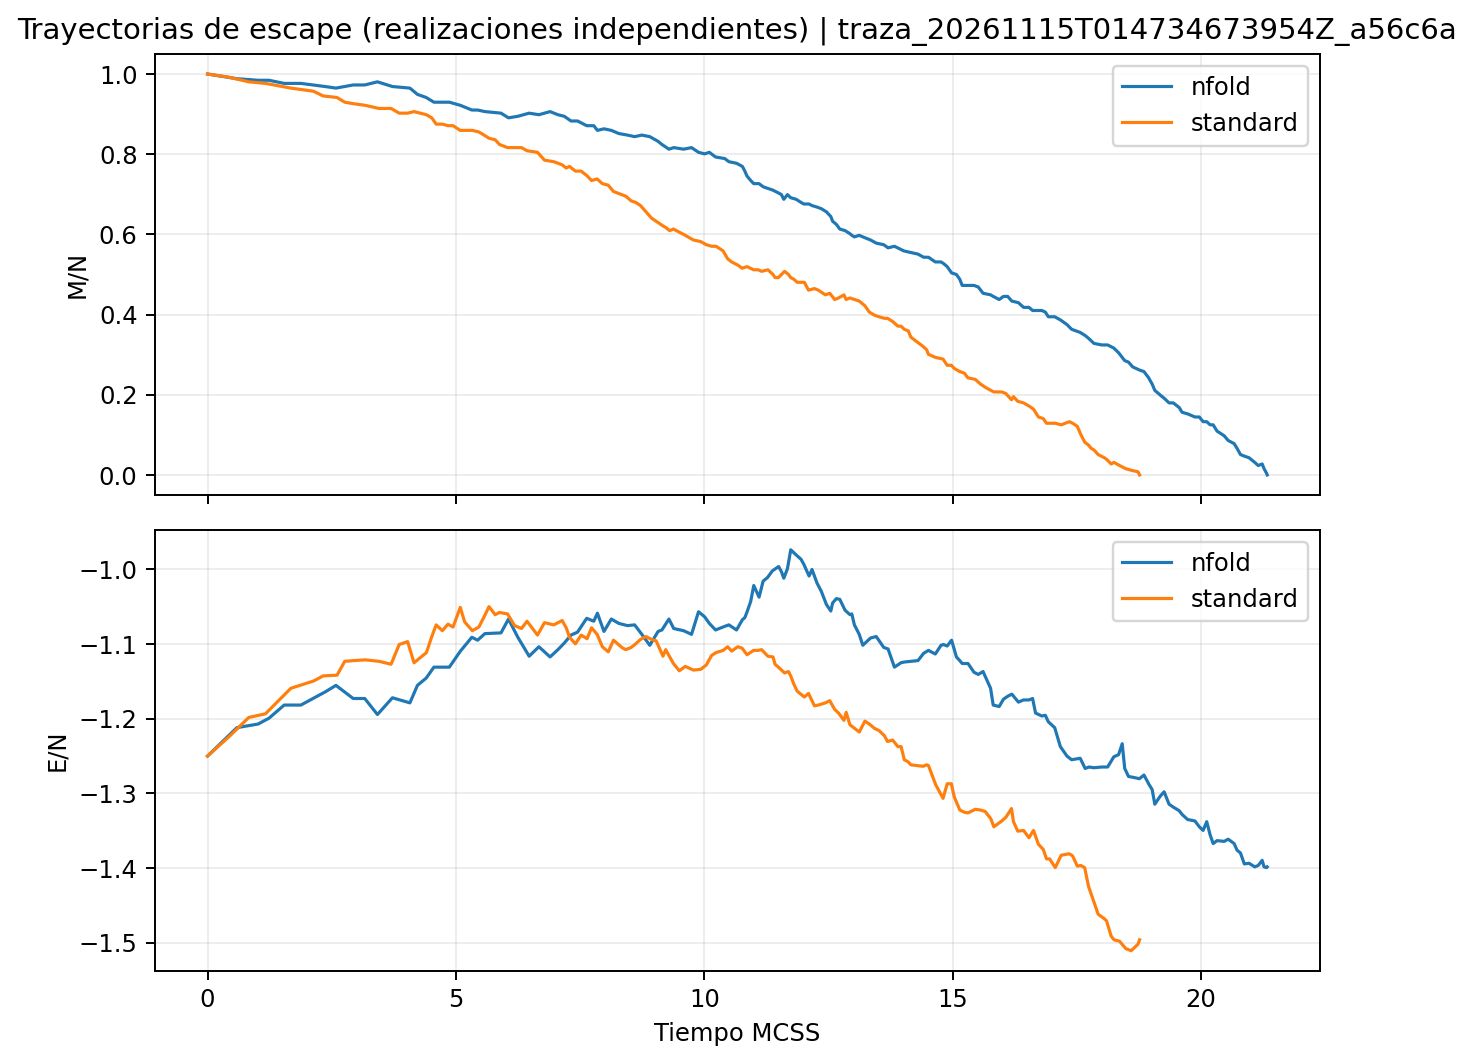 Trayectorias de escape (realizaciones independientes) | traza_20261115T014734673954Z_a56c6a
1.0
0.8
0.6
0.4
0.2
0.0
M/N
nfold
standard
−1.0
−1.1
−1.2
−1.3
−1.4
−1.5
E/N
nfold
standard
0 5 10 15 20
Tiempo MCSS